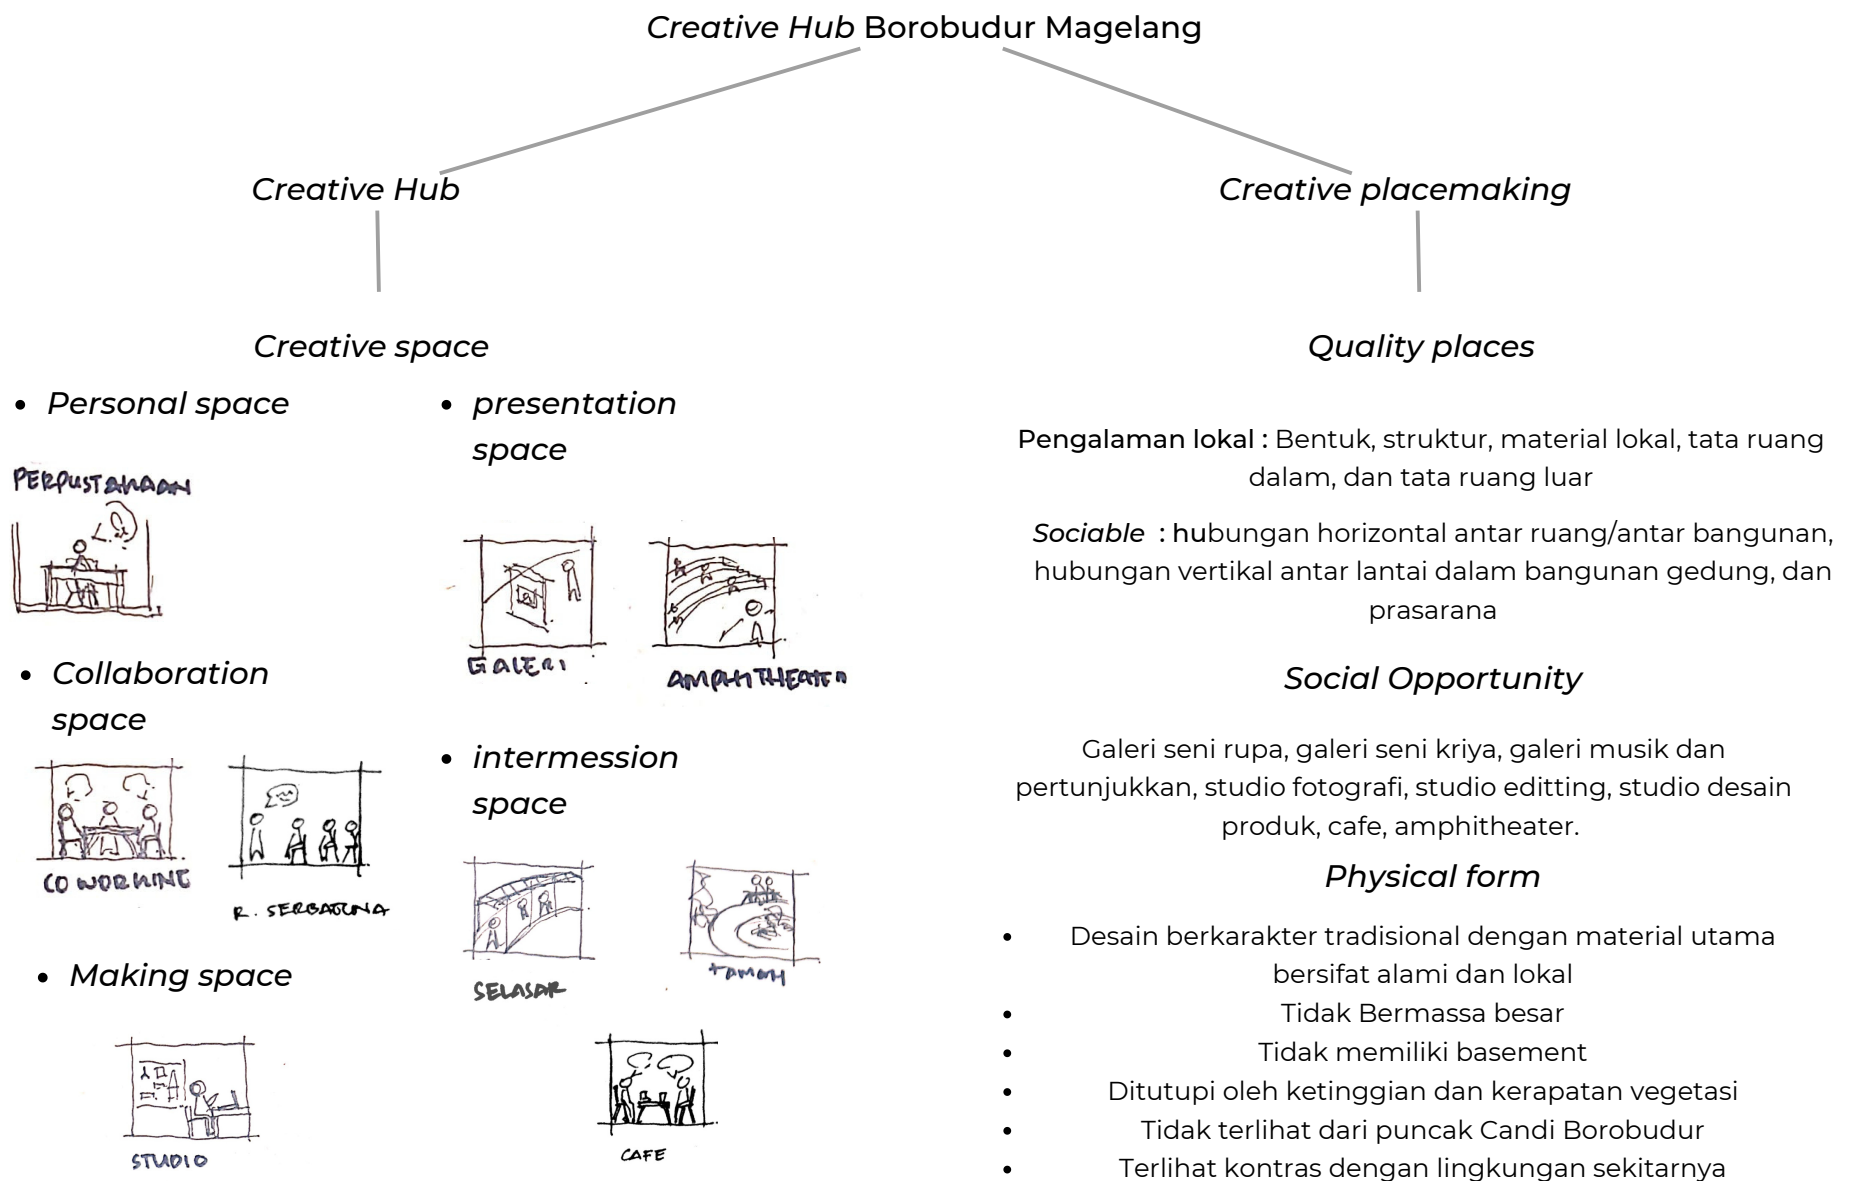 Creative Hub Borobudur Magelang
Creative Hub
Creative space
• Personal space
PERPUSTAKAAN
• Collaboration
space
CO WORKING
R. SERBAGUNA
• Making space
STUDIO
• presentation
space
GALERI
AMPHITHEATER
• intermession
space
SELASAR
TAMAN
CAFE
Creative placemaking
Quality places
Pengalaman lokal : Bentuk, struktur, material lokal, tata ruang
dalam, dan tata ruang luar
Sociable : hubungan horizontal antar ruang/antar bangunan,
hubungan vertikal antar lantai dalam bangunan gedung, dan
prasarana
Social Opportunity
Galeri seni rupa, galeri seni kriya, galeri musik dan
pertunjukkan, studio fotografi, studio editting, studio desain
produk, cafe, amphitheater.
Physical form
• Desain berkarakter tradisional dengan material utama
bersifat alami dan lokal
• Tidak Bermassa besar
• Tidak memiliki basement
• Ditutupi oleh ketinggian dan kerapatan vegetasi
• Tidak terlihat dari puncak Candi Borobudur
• Terlihat kontras dengan lingkungan sekitarnya